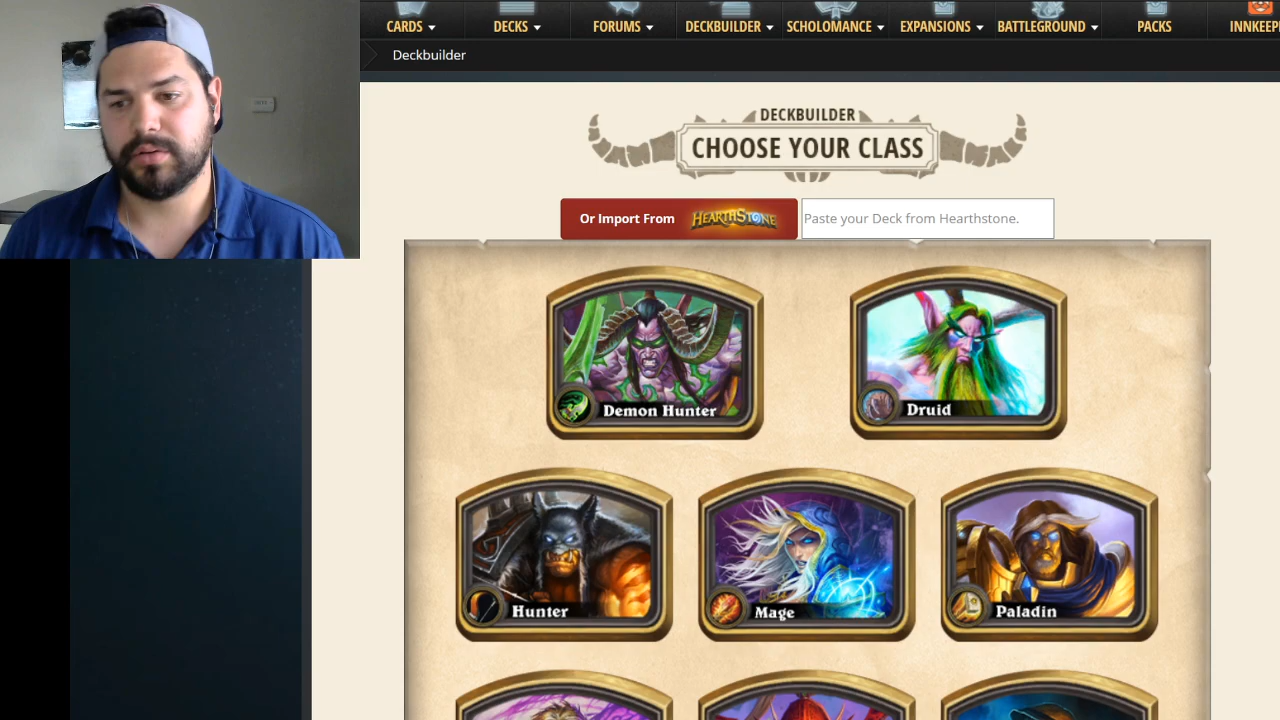 CARDS DECKS FORUMS DECKBUILDER SCHOLOMANCE EXPANSIONS BATTLEGROUND PACKS INNKEEP
Deckbuilder
DECKBUILDER
CHOOSE YOUR CLASS
Or Import From HEARTHSTONE Paste your Deck from Hearthstone.
Demon Hunter Druid
Hunter Mage Paladin